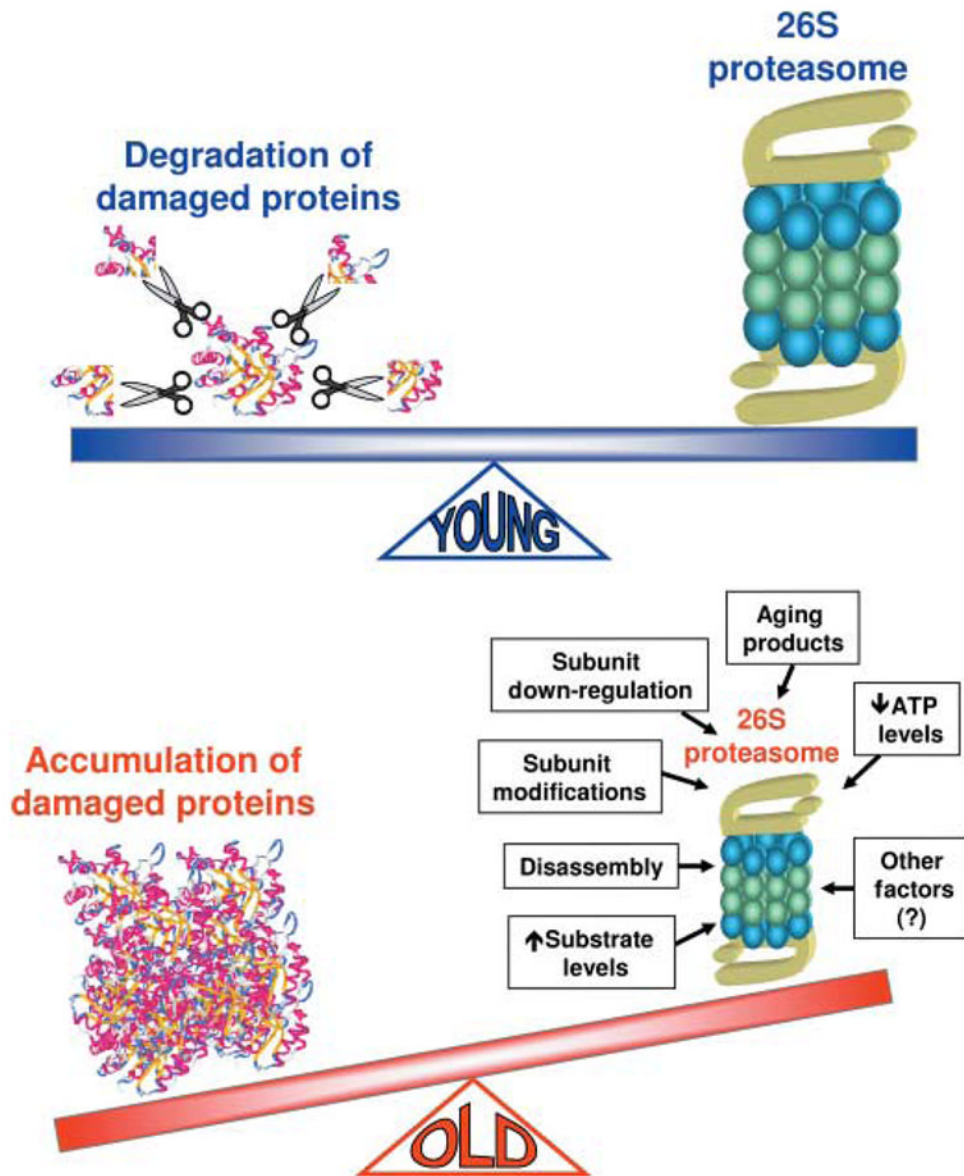 26S
proteasome
Degradation of
damaged proteins
YOUNG
Aging
products
Subunit
down-regulation
26S
proteasome
↓ATP
levels
Accumulation of
damaged proteins
Subunit
modifications
Disassembly
Other
factors
(?)
↑Substrate
levels
OLD